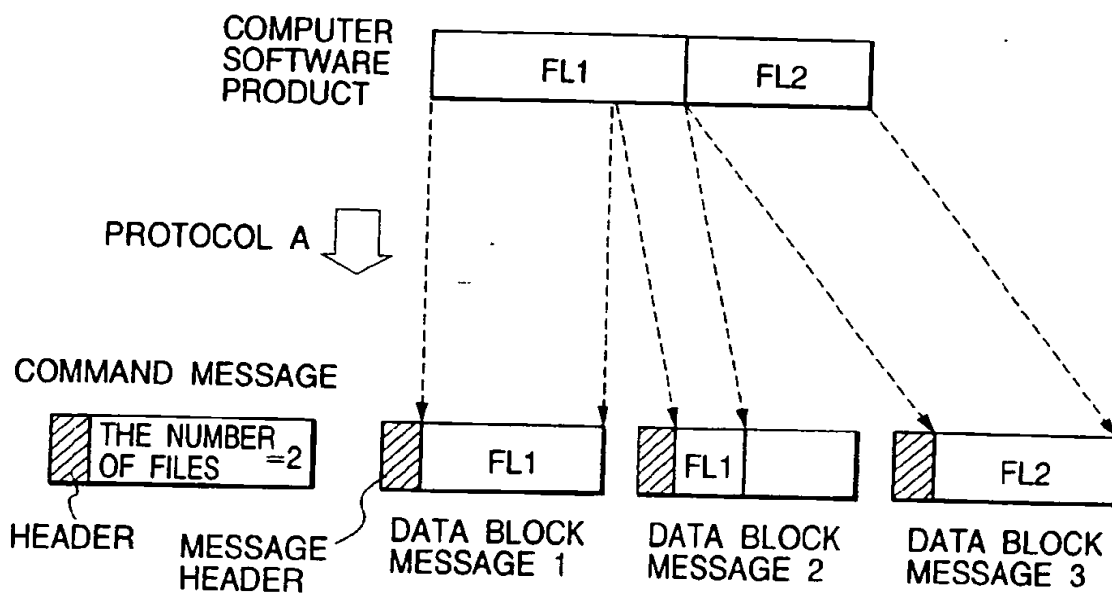 COMPUTER
SOFTWARE
PRODUCT
FL1
FL2
PROTOCOL A
COMMAND MESSAGE
THE NUMBER
OF FILES =2
FL1
FL1
FL2
HEADER
MESSAGE
HEADER
DATA BLOCK
MESSAGE 1
DATA BLOCK
MESSAGE 2
DATA BLOCK
MESSAGE 3